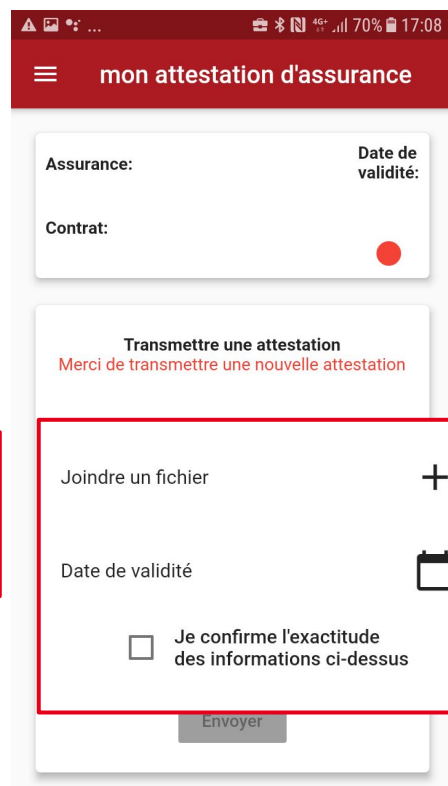 ... 4G+ 70% 17:08
mon attestation d'assurance
Assurance:
Date de
validité:
Contrat:
Transmettre une attestation
Merci de transmettre une nouvelle attestation
Joindre un fichier
Date de validité
Je confirme l'exactitude
des informations ci-dessus
Envoyer